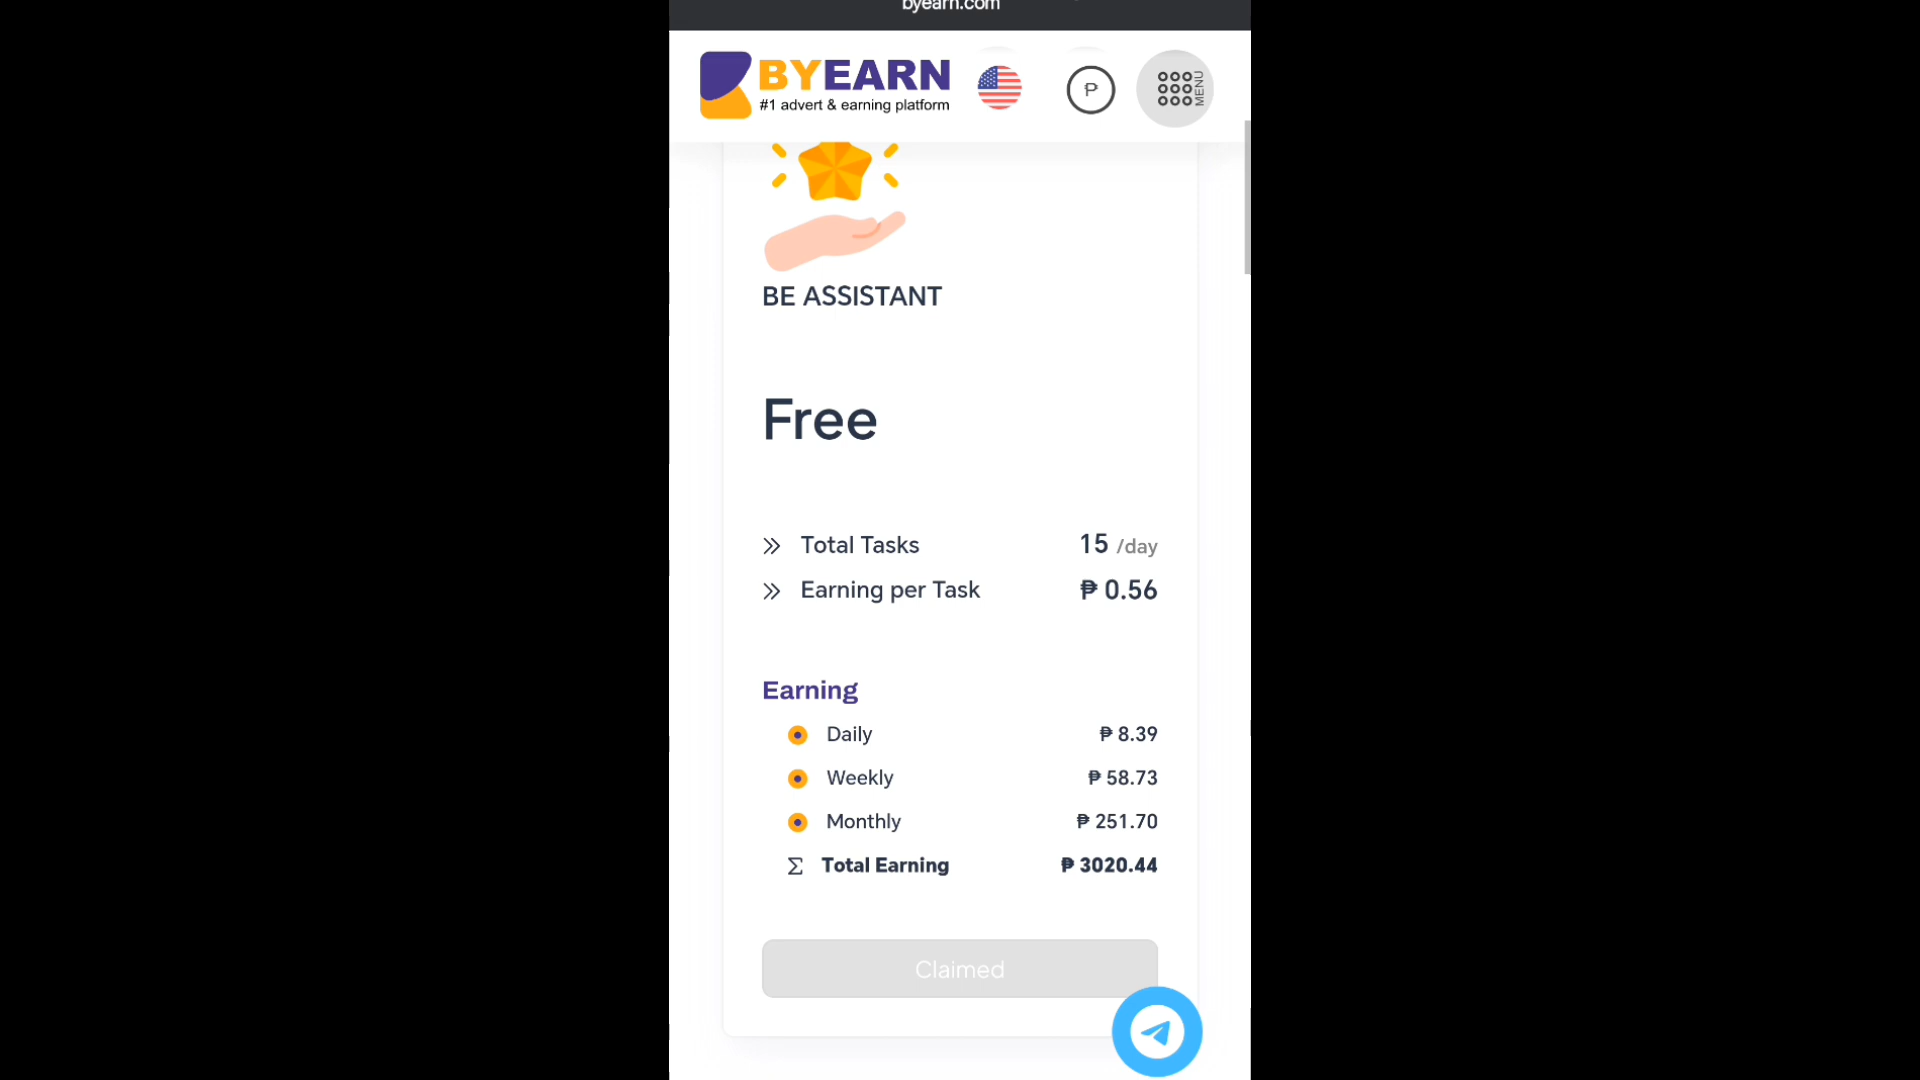 byearn.com
BYEARN
#1 advert & earning platform
₱
MENU
BE ASSISTANT
Free
Total Tasks 15 /day
Earning per Task ₱ 0.56
Earning
Daily ₱ 8.39
Weekly ₱ 58.73
Monthly ₱ 251.70
Σ Total Earning ₱ 3020.44
Claimed